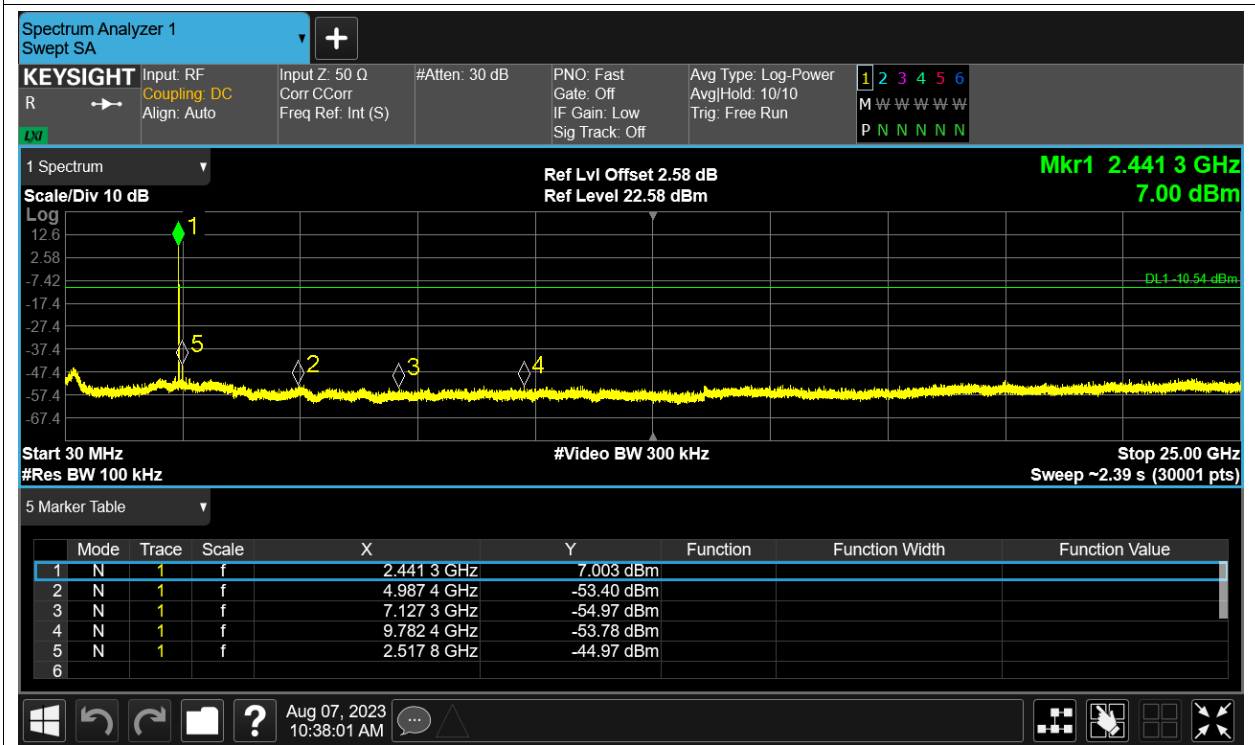 Spectrum Analyzer 1
Swept SA
KEYSIGHT Input: RF Input Z: 50 Ω #Atten: 30 dB PNO: Fast Avg Type: Log-Power 1 2 3 4 5 6
R Coupling: DC Corr CCorr Gate: Off Avg|Hold: 10/10 M W W W W W W
Align: Auto Freq Ref: Int (S) IF Gain: Low Trig: Free Run
LXI Sig Track: Off P N N N N N N
1 Spectrum Ref Lvl Offset 2.58 dB Mkr1 2.441 3 GHz
Scale/Div 10 dB Ref Level 22.58 dBm 7.00 dBm
Log
1
12.6
2.58
-7.42 DL1 -10.54 dBm
-17.4
-27.4
-37.4 5
-47.4 2 3 4
-57.4
-67.4
Start 30 MHz #Video BW 300 kHz Stop 25.00 GHz
#Res BW 100 kHz Sweep ~2.39 s (30001 pts)
5 Marker Table
Mode Trace Scale X Y Function Function Width Function Value
1 N 1 f 2.441 3 GHz 7.003 dBm
2 N 1 f 4.987 4 GHz -53.40 dBm
3 N 1 f 7.127 3 GHz -54.97 dBm
4 N 1 f 9.782 4 GHz -53.78 dBm
5 N 1 f 2.517 8 GHz -44.97 dBm
6
? Aug 07, 2023
10:38:01 AM